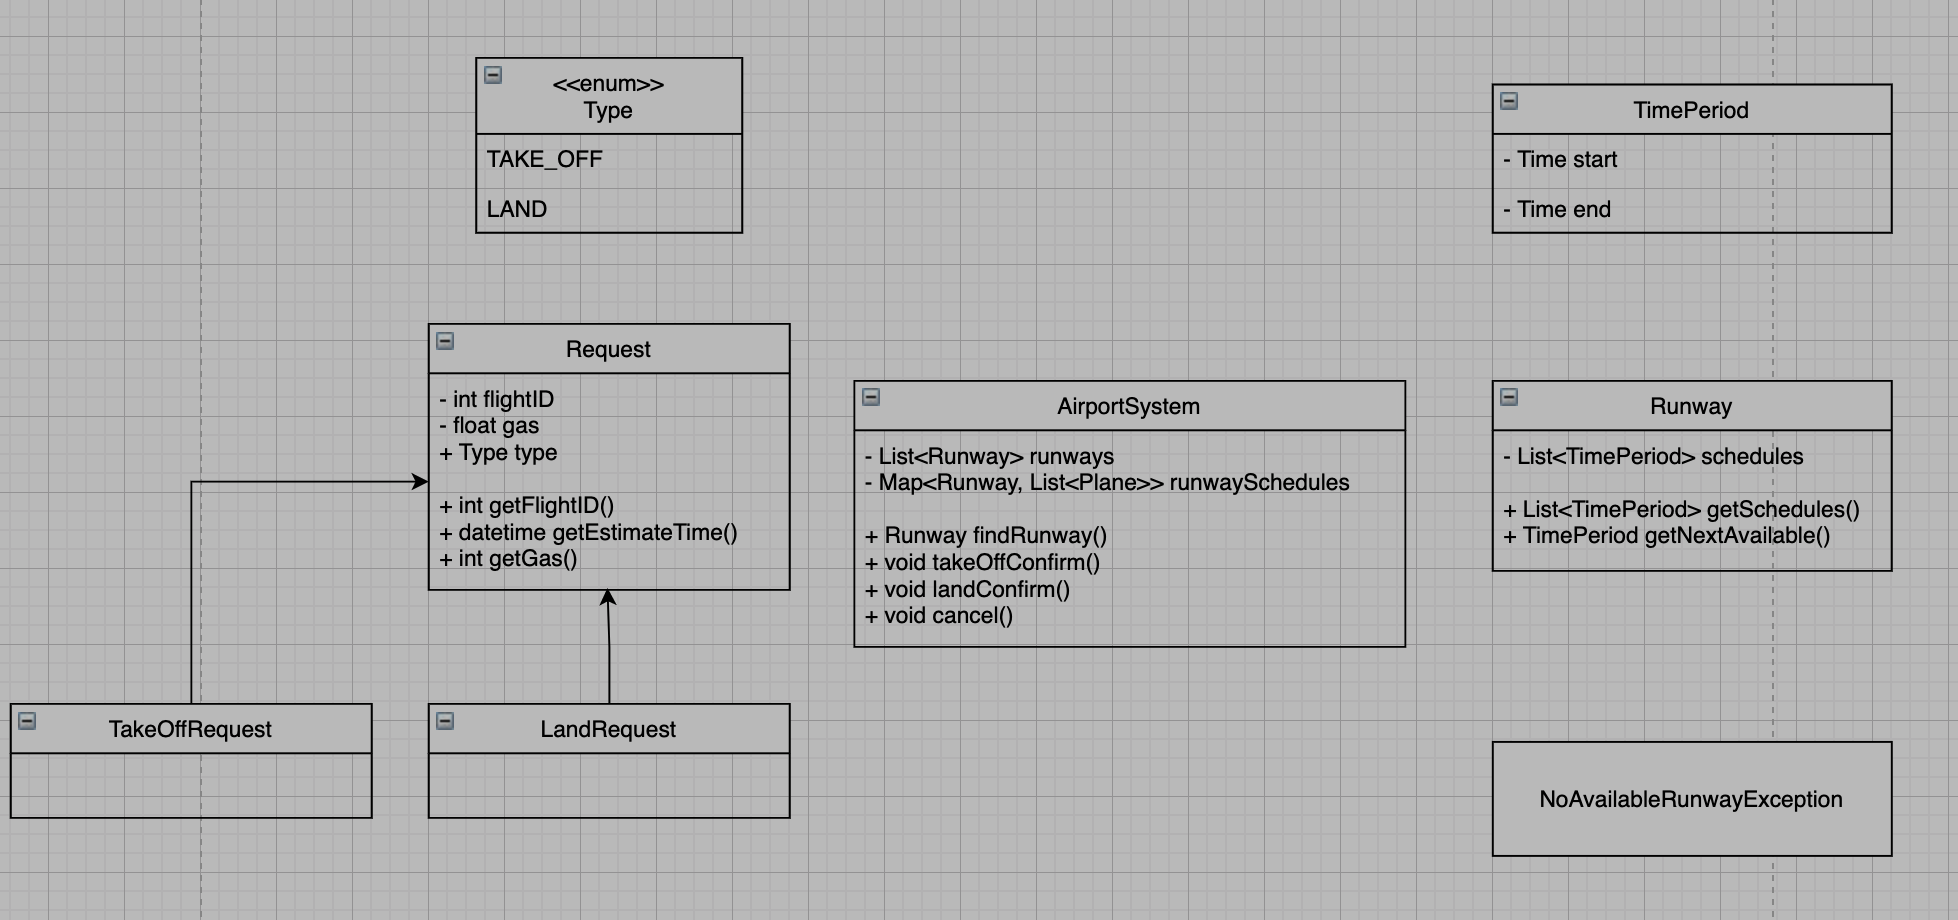 <<enum>>
Type
TAKE_OFF
LAND
TimePeriod
- Time start
- Time end
Request
- int flightID
- float gas
+ Type type
+ int getFlightID()
+ datetime getEstimateTime()
+ int getGas()
AirportSystem
- List<Runway> runways
- Map<Runway, List<Plane>> runwaySchedules
+ Runway findRunway()
+ void takeOffConfirm()
+ void landConfirm()
+ void cancel()
Runway
- List<TimePeriod> schedules
+ List<TimePeriod> getSchedules()
+ TimePeriod getNextAvailable()
TakeOffRequest
LandRequest
NoAvailableRunwayException